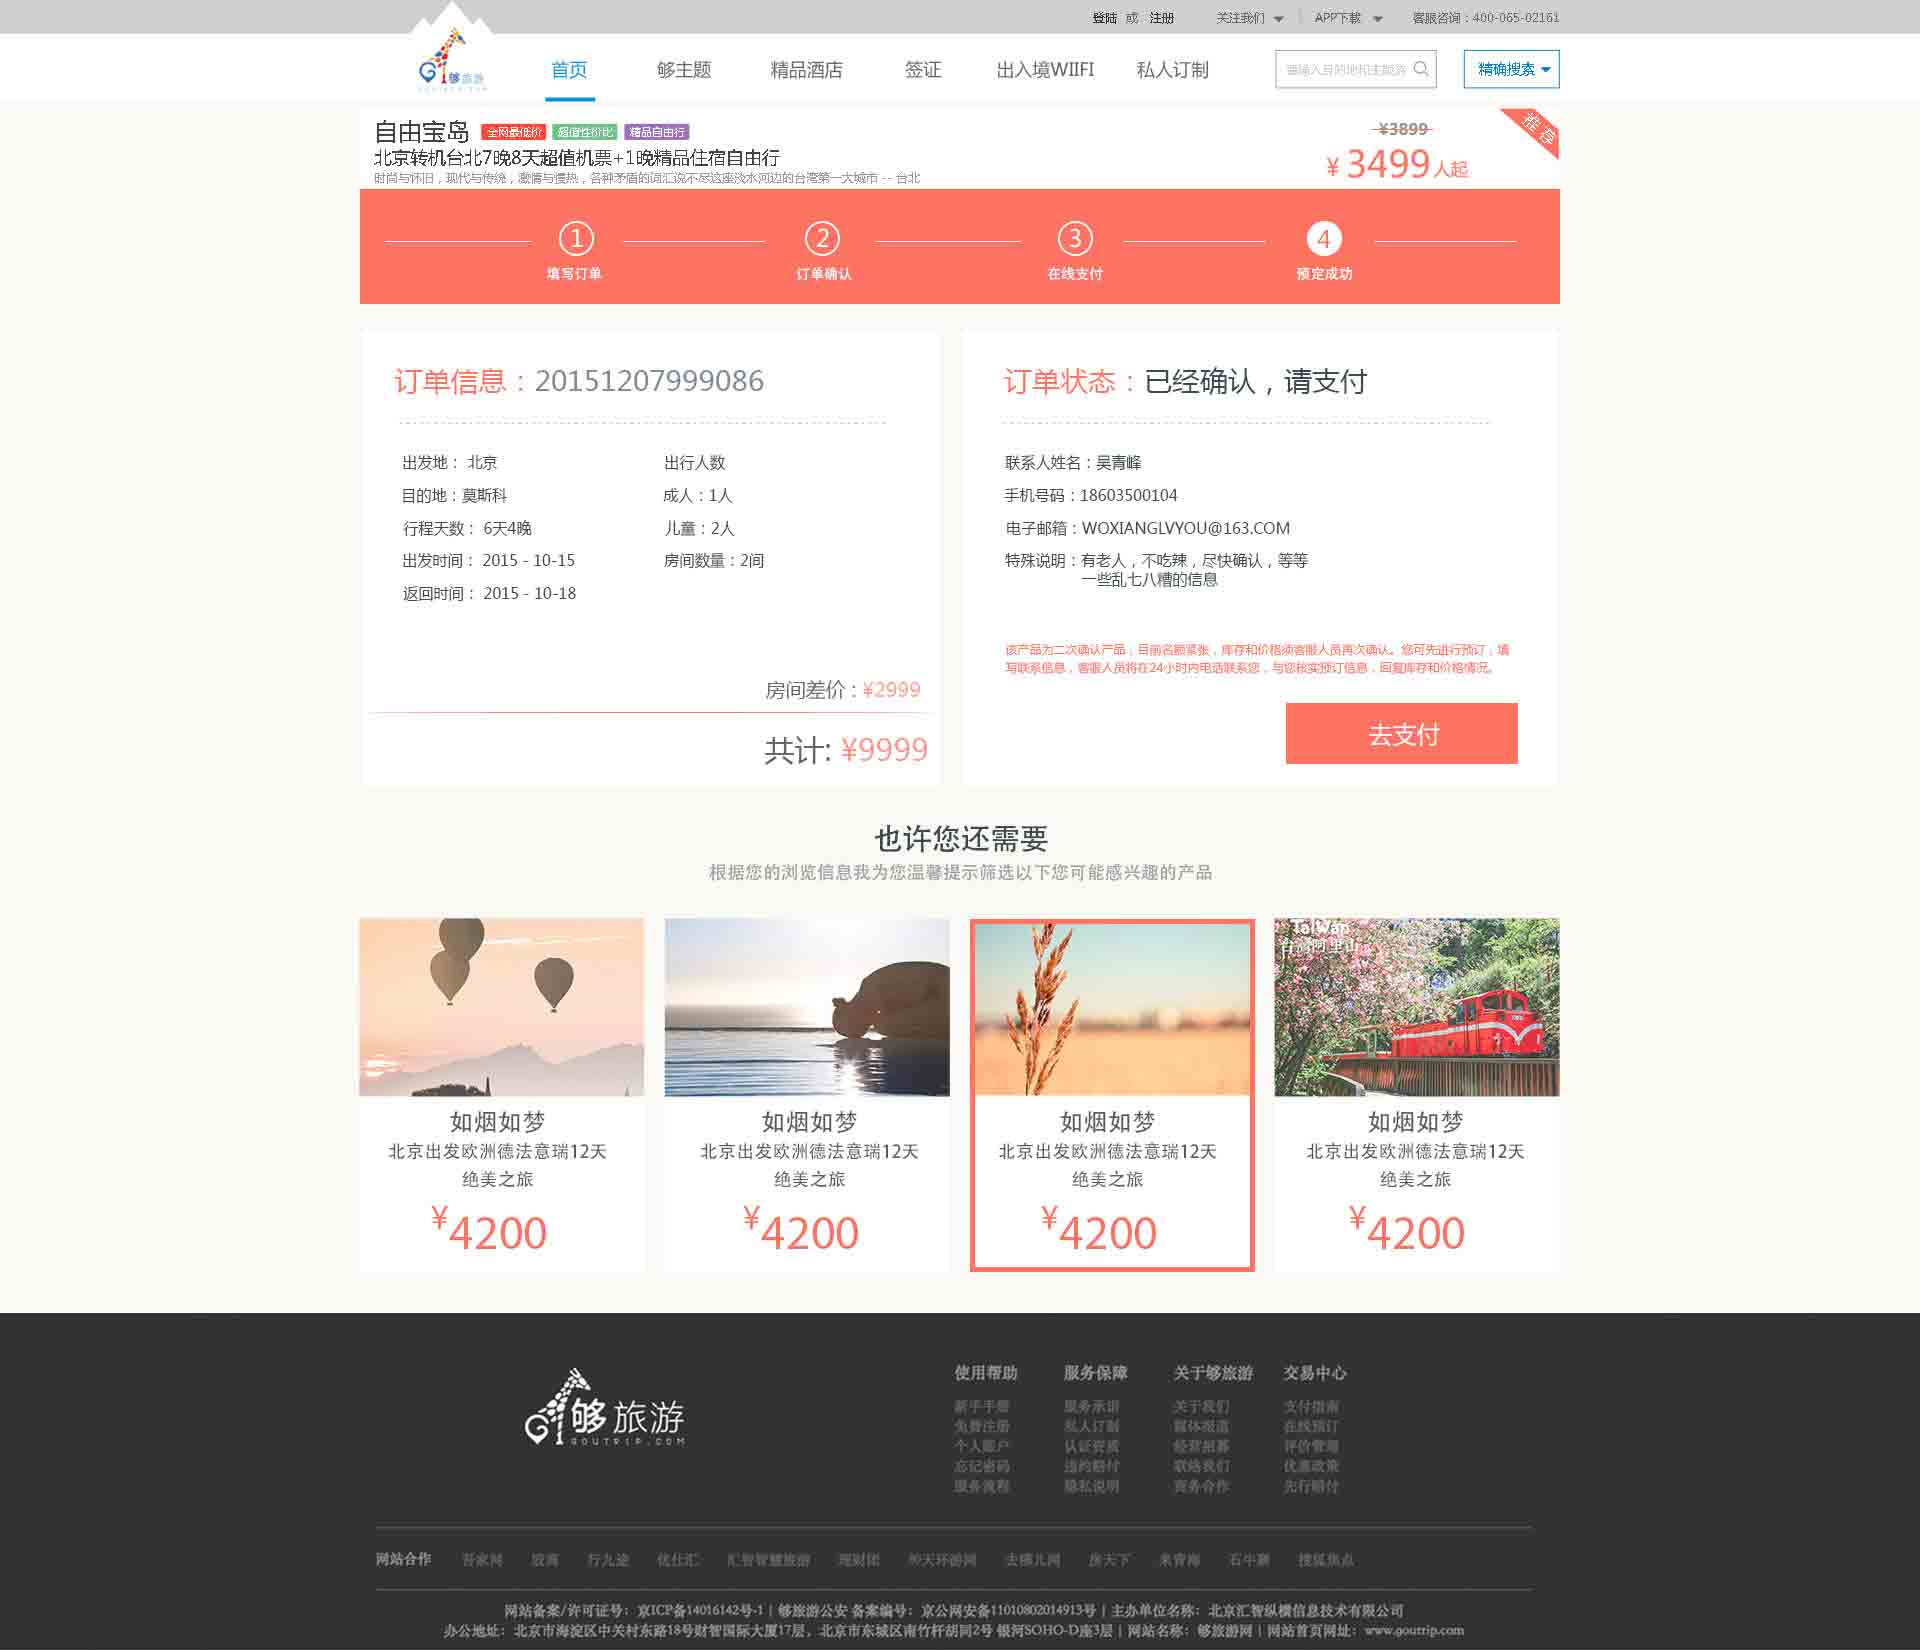 登陆 或 注册 关注我们 APP下载 客服咨询：400-065-02161
够旅游
首页 够主题 精品酒店 签证 出入境WIIFI 私人订制 请输入目的地和主题游 精确搜索
自由宝岛 全网最低价 超值性价比 精品自由行 ¥3899 推荐
北京转机台北7晚8天超值机票+1晚精品住宿自由行
¥ 3499人起
时尚与怀旧，现代与传统，激情与慢热，各种矛盾的词汇说不尽这座淡水河边的台湾第一大城市 -- 台北
1 2 3 4
填写订单 订单确认 在线支付 预定成功
订单信息：20151207999086
出发地： 北京 出行人数
目的地：莫斯科 成人：1人
行程天数： 6天4晚 儿童：2人
出发时间： 2015 - 10-15 房间数量：2间
返回时间： 2015 - 10-18
房间差价 : ¥2999
共计: ¥9999
订单状态：已经确认，请支付
联系人姓名：吴青峰
手机号码：18603500104
电子邮箱：WOXIANGLVYOU@163.COM
特殊说明：有老人，不吃辣，尽快确认，等等
一些乱七八糟的信息
该产品为二次确认产品，目前名额紧张，库存和价格须客服人员再次确认。您可先进行预订，填
写联系信息，客服人员将在24小时内电话联系您，与您核实预订信息，回复库存和价格情况。
去支付
也许您还需要
根据您的浏览信息我为您温馨提示筛选以下您可能感兴趣的产品
TaiWan
台湾阿里山
如烟如梦 如烟如梦 如烟如梦 如烟如梦
北京出发欧洲德法意瑞12天 北京出发欧洲德法意瑞12天 北京出发欧洲德法意瑞12天 北京出发欧洲德法意瑞12天
绝美之旅 绝美之旅 绝美之旅 绝美之旅
¥4200 ¥4200 ¥4200 ¥4200
够旅游
GOUTRIP.COM
使用帮助 服务保障 关于够旅游 交易中心
新手手册 服务承诺 关于我们 支付指南
免费注册 私人订制 媒体报道 在线预订
个人账户 认证资质 经营招募 评价管理
忘记密码 违约赔付 联络我们 优惠政策
服务流程 隐私说明 商务合作 先行赔付
网站合作 行九途 优仕汇 汇智智慧旅游 理财团 去哪儿网 房天下 石牛寨 搜狐焦点
网站备案/许可证号：京ICP备14016142号-1 | 够旅游公安 备案编号：京公网安备11010802014913号 | 主办单位名称：北京汇智纵横信息技术有限公司
办公地址：北京市海淀区中关村东路18号财智国际大厦17层，北京市东城区南竹杆胡同2号 银河SOHO-D座3层 | 网站名称：够旅游网 | 网站首页网址：www.goutrip.com